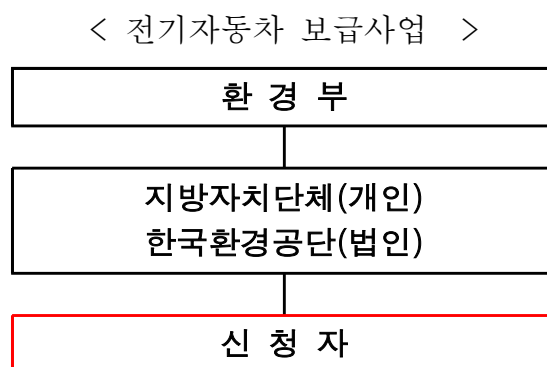 < 전기자동차 보급사업 >
환 경 부
지방자치단체(개인)
한국환경공단(법인)
신 청 자